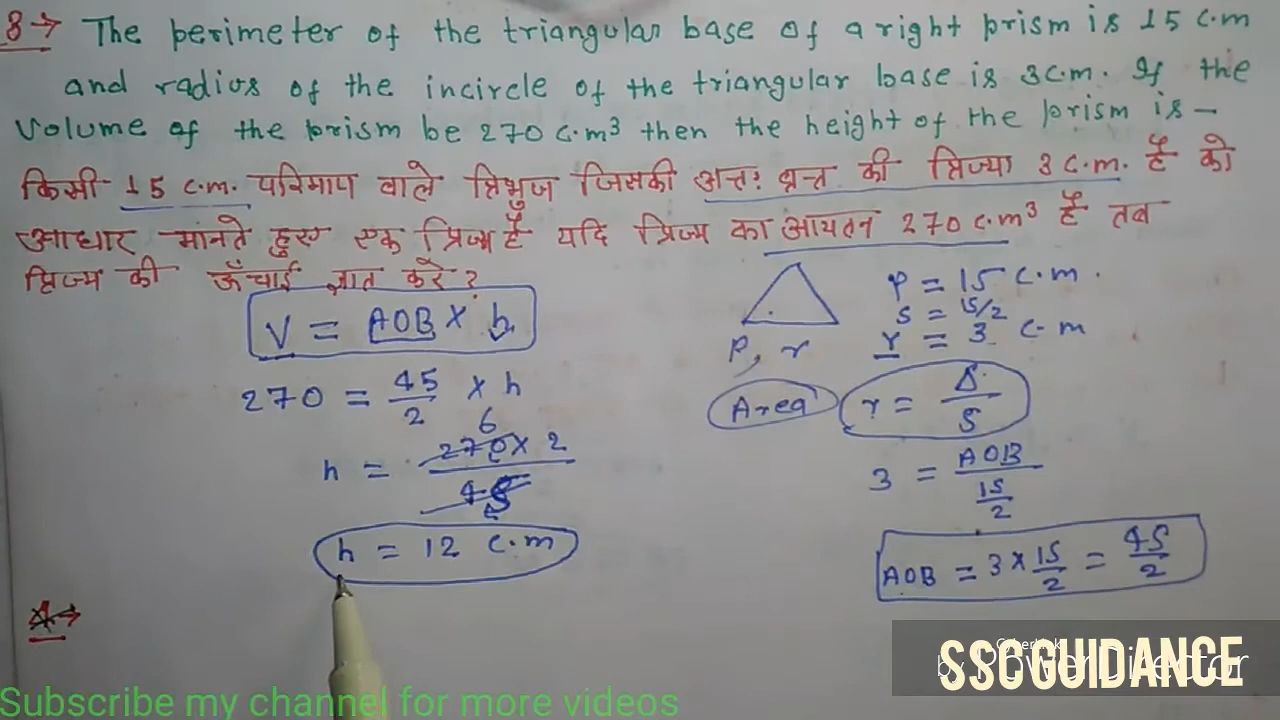 3→ The perimeter of the triangular base of a right prism is 15 c.m
and radius of the incircle of the triangular base is 3c.m. If the
Volume of the prism be 270 c.m³ then the height of the prism is —
किसी 15 c.m. परिमाप वाले त्रिभुज जिसकी अन्तः व्रन्त की त्रिज्या 3 c.m. है को
आधार मानते हुए एक प्रिज्म है यदि प्रिज्म का आयतन 270 c.m³ है तब
प्रिज्म की ऊँचाई ज्ञात करे?
V = AOB × h
270 = 45/2 × h
6
h = 270 × 2 / 45
h = 12 c.m
P, r
P = 15 c.m.
S = 15/2
r = 3 c.m
Area
r = Δ/S
3 = AOB / 15/2
AOB = 3 × 15/2 = 45/2
4→
SSCGUIDANCE
Subscribe my channel for more videos